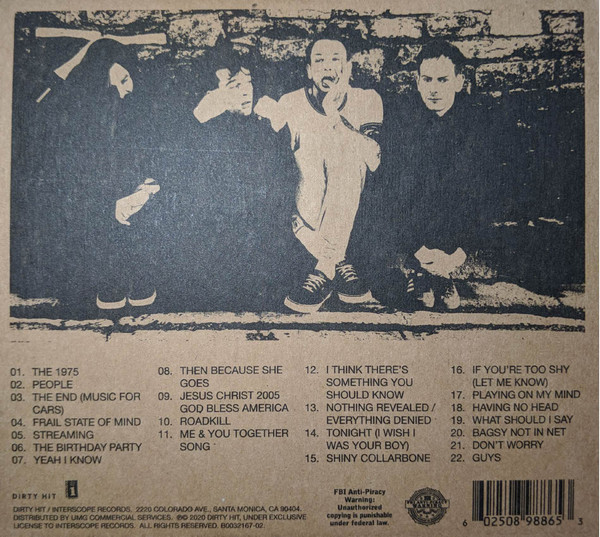 01. THE 1975
02. PEOPLE
03. THE END (MUSIC FOR
CARS)
04. FRAIL STATE OF MIND
05. STREAMING
06. THE BIRTHDAY PARTY
07. YEAH I KNOW
08. THEN BECAUSE SHE
GOES
09. JESUS CHRIST 2005
GOD BLESS AMERICA
10. ROADKILL
11. ME & YOU TOGETHER
SONG
12. I THINK THERE'S
SOMETHING YOU
SHOULD KNOW
13. NOTHING REVEALED /
EVERYTHING DENIED
14. TONIGHT (I WISH I
WAS YOUR BOY)
15. SHINY COLLARBONE
16. IF YOU'RE TOO SHY
(LET ME KNOW)
17. PLAYING ON MY MIND
18. HAVING NO HEAD
19. WHAT SHOULD I SAY
20. BAGSY NOT IN NET
21. DON'T WORRY
22. GUYS
DIRTY HIT
i
DIRTY HIT / INTERSCOPE RECORDS. 2220 COLORADO AVE., SANTA MONICA, CA 90404.
DISTRIBUTED BY UMG COMMERCIAL SERVICES. ℗© 2020 DIRTY HIT, UNDER EXCLUSIVE
LICENSE TO INTERSCOPE RECORDS. B0032167-02
FBI Anti-Piracy
Warning:
Unauthorized
copying is punishable
under federal law.
WARNING
6 02508 98865 3